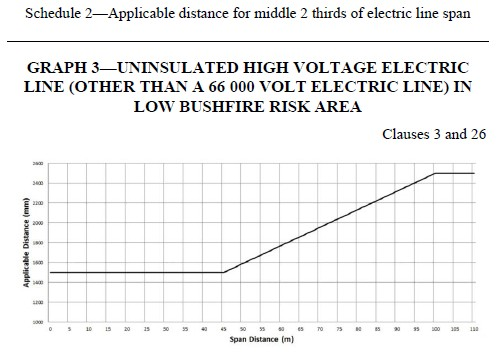 Schedule 2—Applicable distance for middle 2 thirds of electric line span
GRAPH 3—UNINSULATED HIGH VOLTAGE ELECTRIC
LINE (OTHER THAN A 66 000 VOLT ELECTRIC LINE) IN
LOW BUSHFIRE RISK AREA
Clauses 3 and 26
2600
2400
2200
2000
1800
1600
1400
1200
1000
Applicable Distance (mm)
0 5 10 15 20 25 30 35 40 45 50 55 60 65 70 75 80 85 90 95 100 105 110
Span Distance (m)